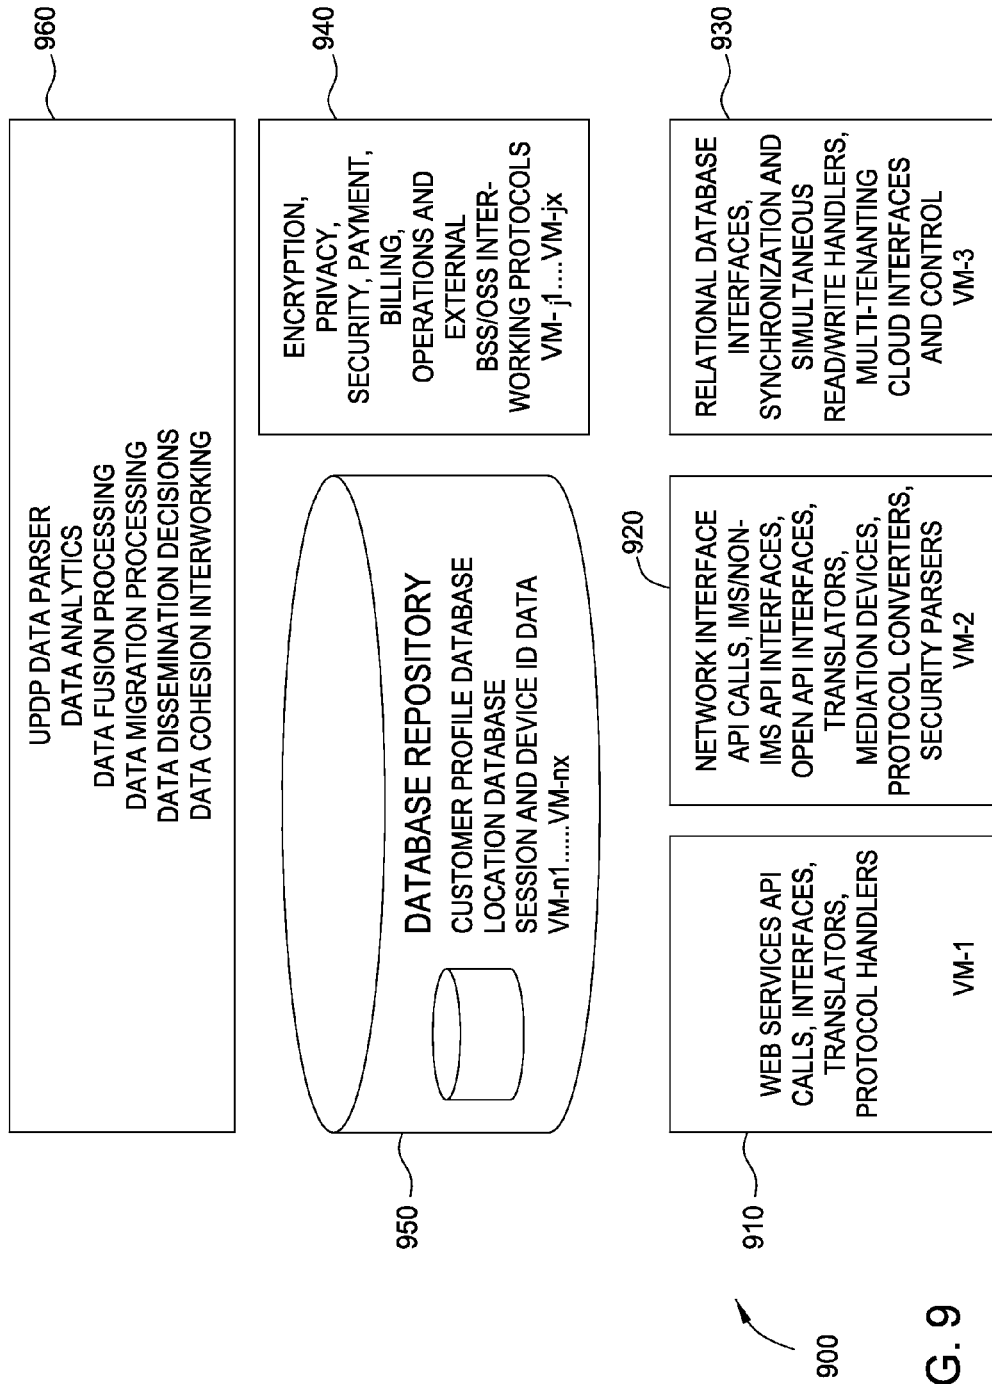 960
UPDP DATA PARSER
DATA ANALYTICS
DATA FUSION PROCESSING
DATA MIGRATION PROCESSING
DATA DISSEMINATION DECISIONS
DATA COHESION INTERWORKING
950
DATABASE REPOSITORY
CUSTOMER PROFILE DATABASE
LOCATION DATABASE
SESSION AND DEVICE ID DATA
VM-n1......VM-nx
940
ENCRYPTION,
PRIVACY,
SECURITY, PAYMENT,
BILLING,
OPERATIONS AND
EXTERNAL
BSS/OSS INTER-
WORKING PROTOCOLS
VM-j1....VM-jx
910
WEB SERVICES API
CALLS, INTERFACES,
TRANSLATORS,
PROTOCOL HANDLERS
VM-1
920
NETWORK INTERFACE
API CALLS, IMS/NON-
IMS API INTERFACES,
OPEN API INTERFACES,
TRANSLATORS,
MEDIATION DEVICES,
PROTOCOL CONVERTERS,
SECURITY PARSERS
VM-2
930
RELATIONAL DATABASE
INTERFACES,
SYNCHRONIZATION AND
SIMULTANEOUS
READ/WRITE HANDLERS,
MULTI-TENANTING
CLOUD INTERFACES
AND CONTROL
VM-3
900
G. 9